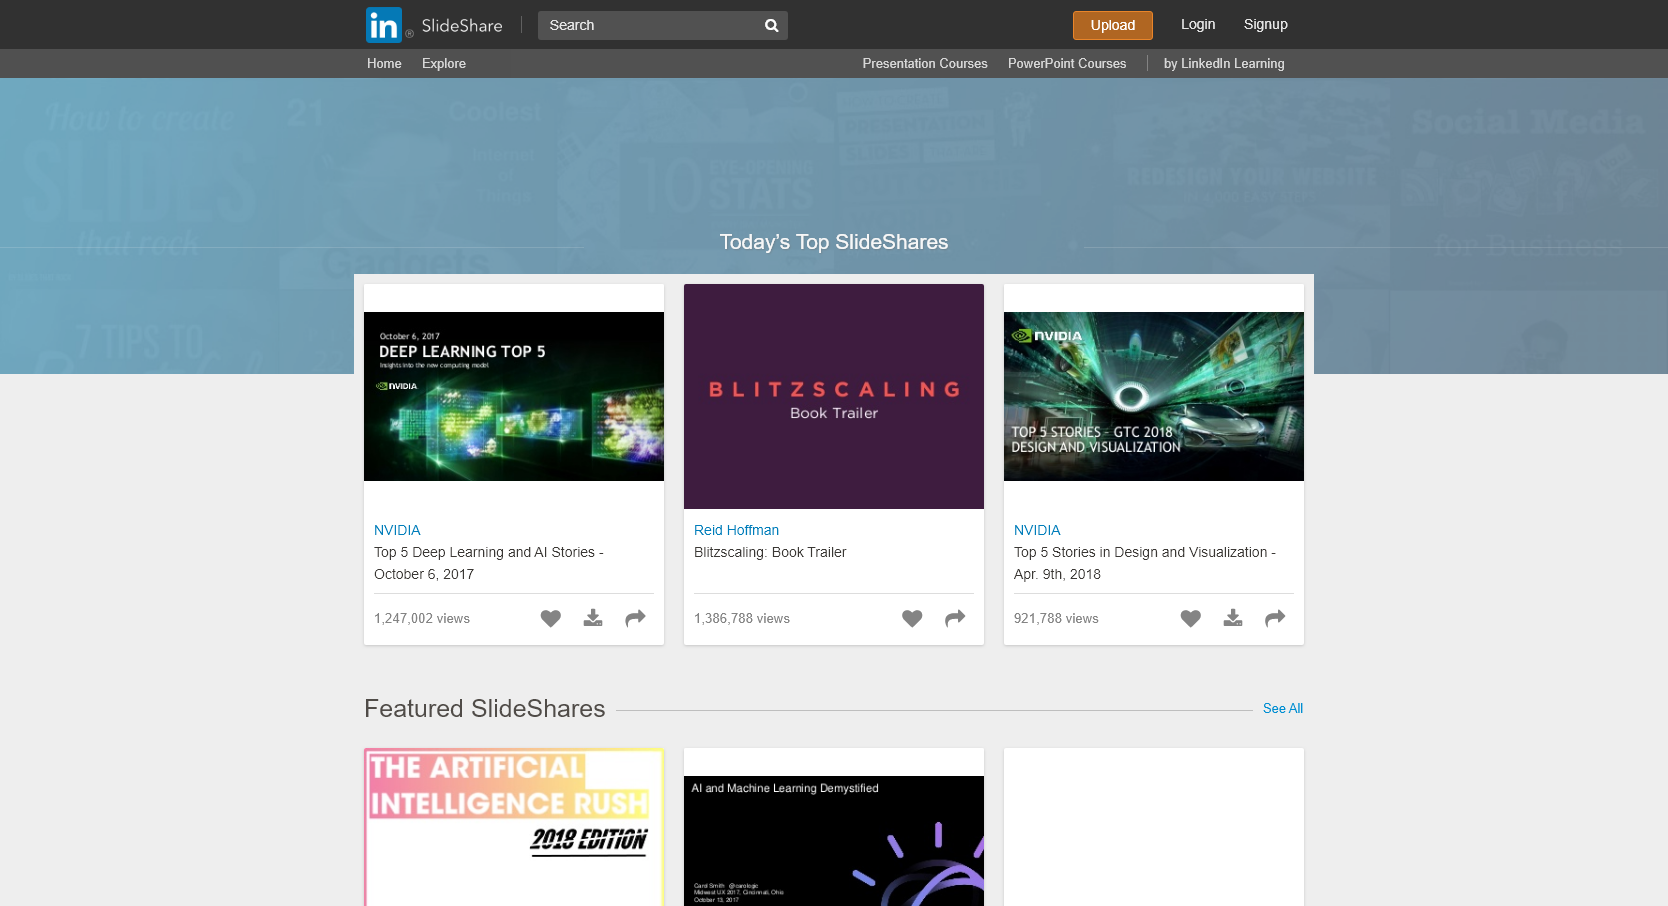 in ® SlideShare Search Upload Login Signup
Home Explore Presentation Courses PowerPoint Courses by LinkedIn Learning
How to create
SLIDES
that rock
21
Coolest
Internet
of
Things
Gadgets
10 EYE-OPENING
STATS
PRESENTATION
SLIDES
REDESIGN YOUR WEBSITE
Social Media
for Business
7 TIPS TO
Today's Top SlideShares
October 6, 2017
DEEP LEARNING TOP 5
Insights into the new computing model
NVIDIA
NVIDIA
Top 5 Deep Learning and AI Stories -
October 6, 2017
1,247,002 views
BLITZSCALING
Book Trailer
Reid Hoffman
Blitzscaling: Book Trailer
1,386,788 views
NVIDIA
TOP 5 STORIES - GTC 2018
DESIGN AND VISUALIZATION
NVIDIA
Top 5 Stories in Design and Visualization -
Apr. 9th, 2018
921,788 views
Featured SlideShares See All
THE ARTIFICIAL
INTELLIGENCE RUSH
2018 EDITION
AI and Machine Learning Demystified
Carol Smith @carologic
Midwest UX 2017, Cincinnati, Ohio
October 13, 2017